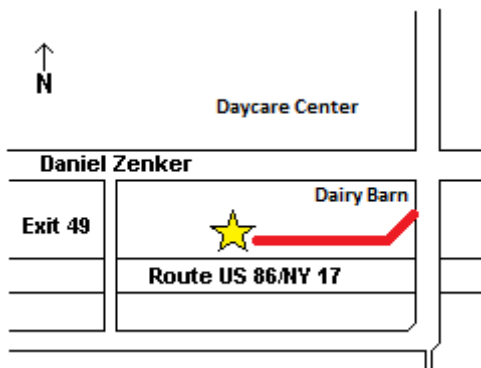 N
Daycare Center
Daniel Zenker
Dairy Barn
Exit 49
Route US 86/NY 17